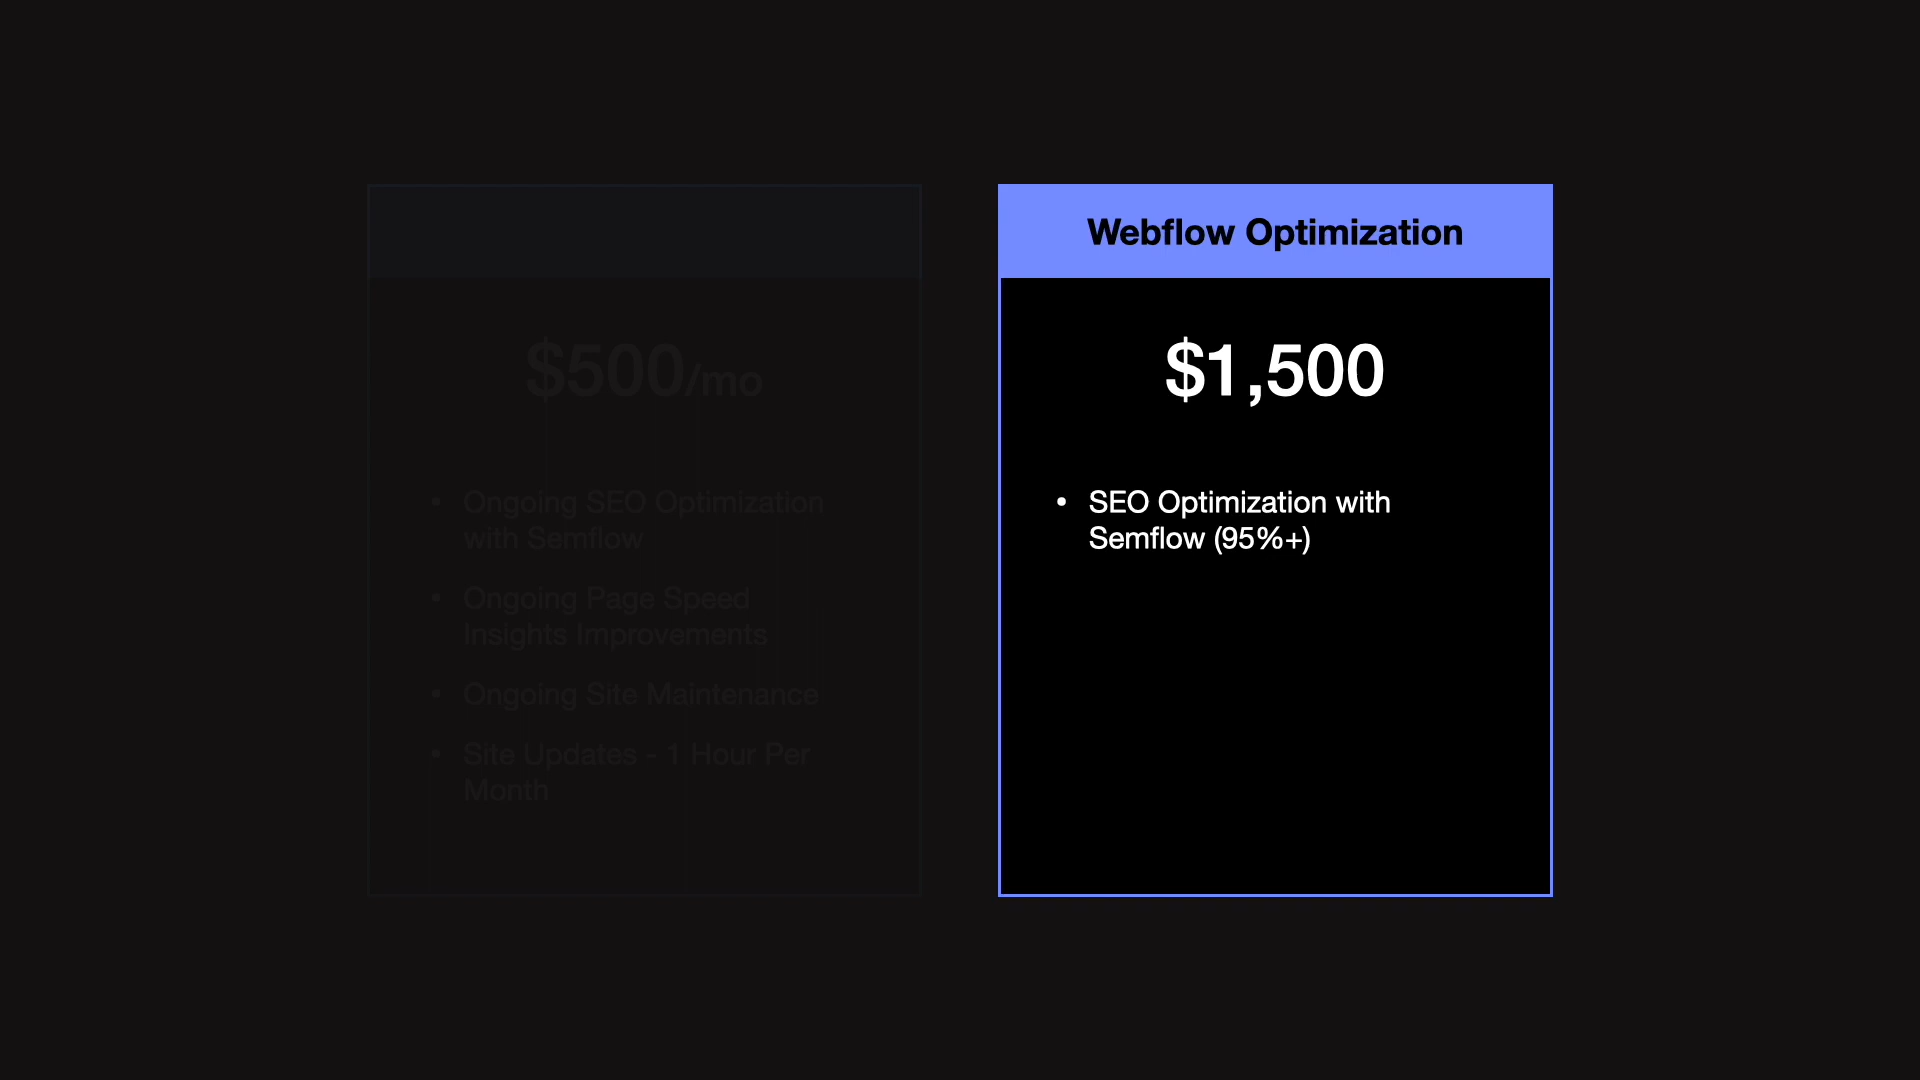 $500/mo
• Ongoing SEO Optimization
with Semflow
• Ongoing Page Speed
Insights Improvements
• Ongoing Site Maintenance
• Site Updates - 1 Hour Per
Month
Webflow Optimization
$1,500
• SEO Optimization with
Semflow (95%+)